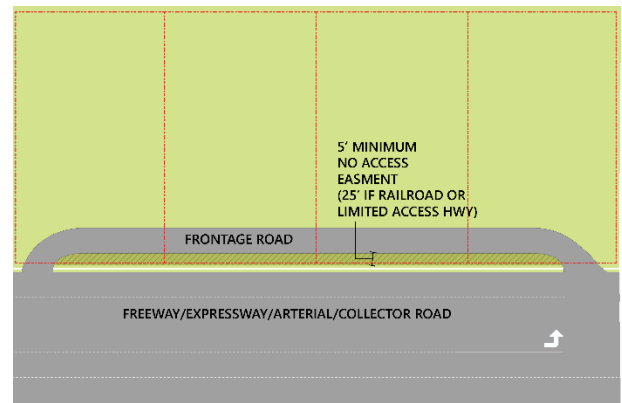 5' MINIMUM
NO ACCESS
EASMENT
(25' IF RAILROAD OR
LIMITED ACCESS HWY)
FRONTAGE ROAD
FREEWAY/EXPRESSWAY/ARTERIAL/COLLECTOR ROAD